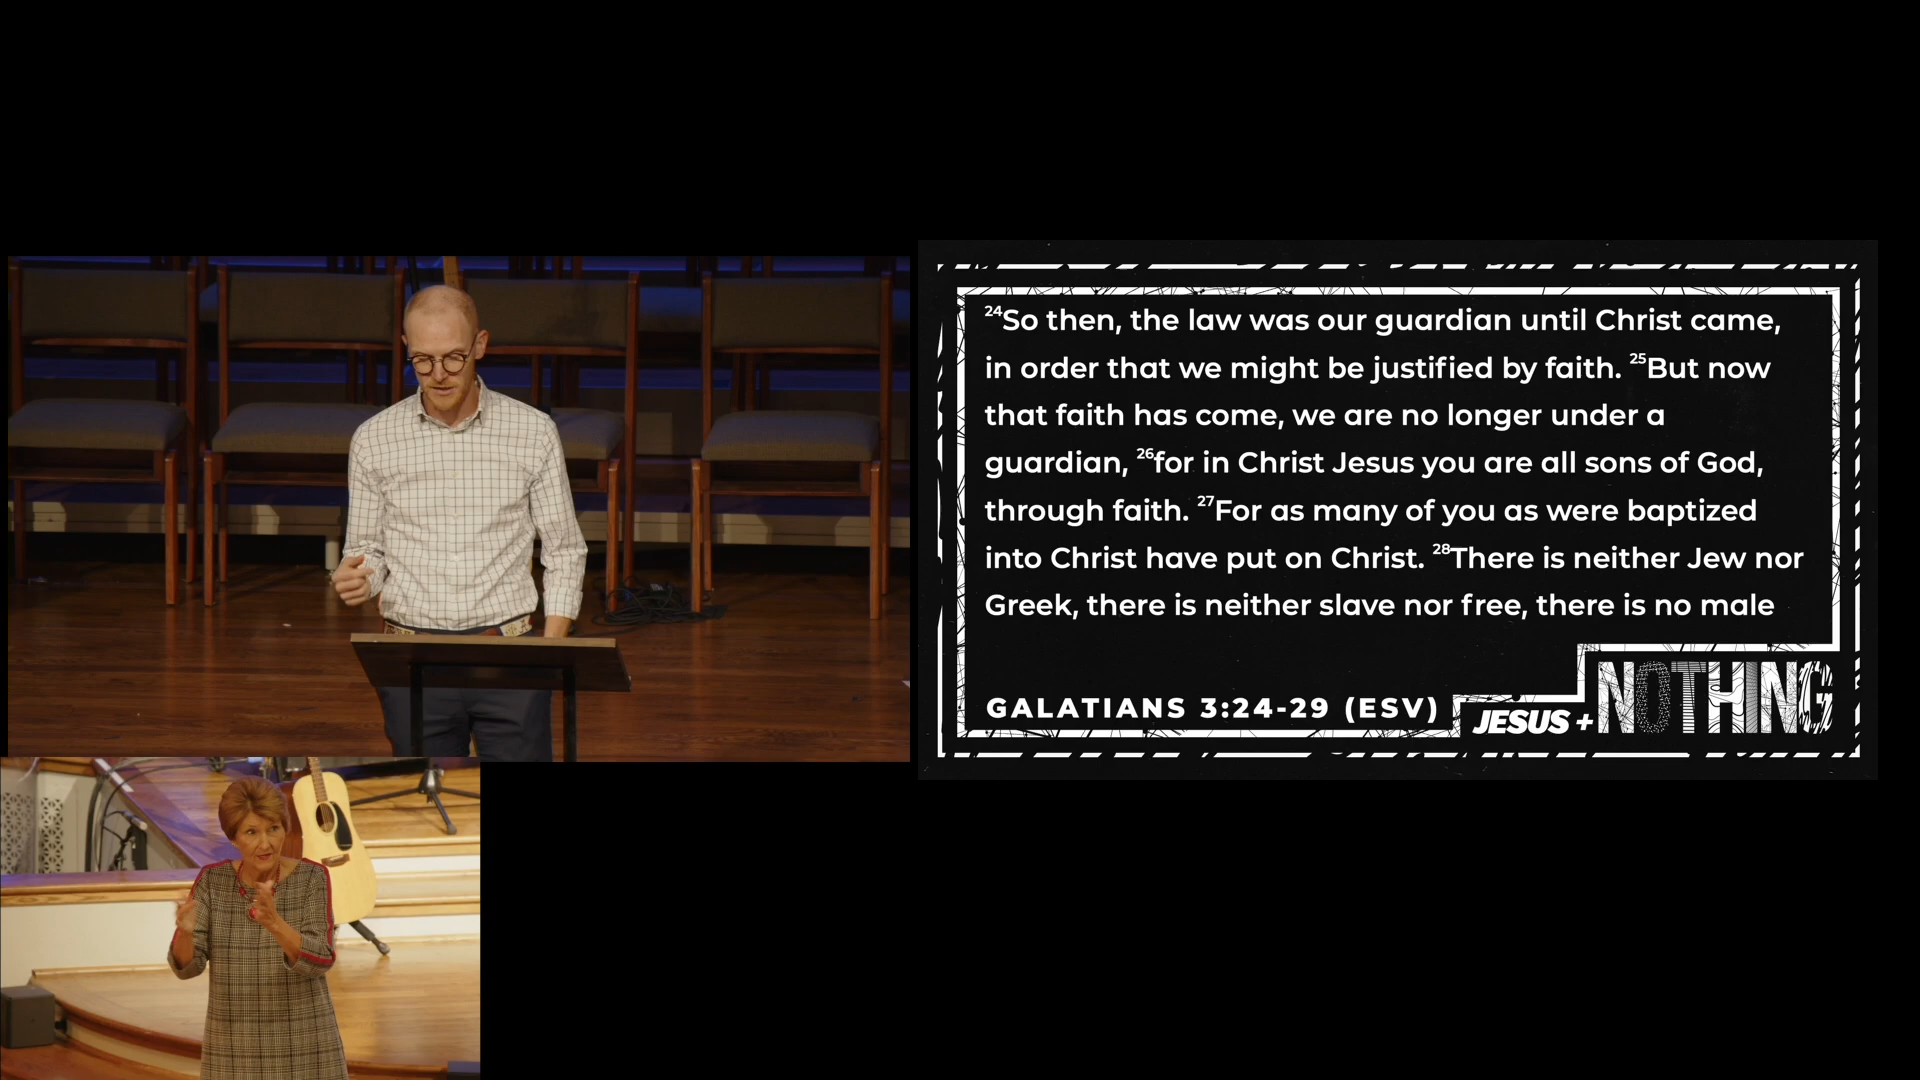 ²⁴So then, the law was our guardian until Christ came,
in order that we might be justified by faith. ²⁵But now
that faith has come, we are no longer under a
guardian, ²⁶for in Christ Jesus you are all sons of God,
through faith. ²⁷For as many of you as were baptized
into Christ have put on Christ. ²⁸There is neither Jew nor
Greek, there is neither slave nor free, there is no male
GALATIANS 3:24-29 (ESV)
JESUS + NOTHING